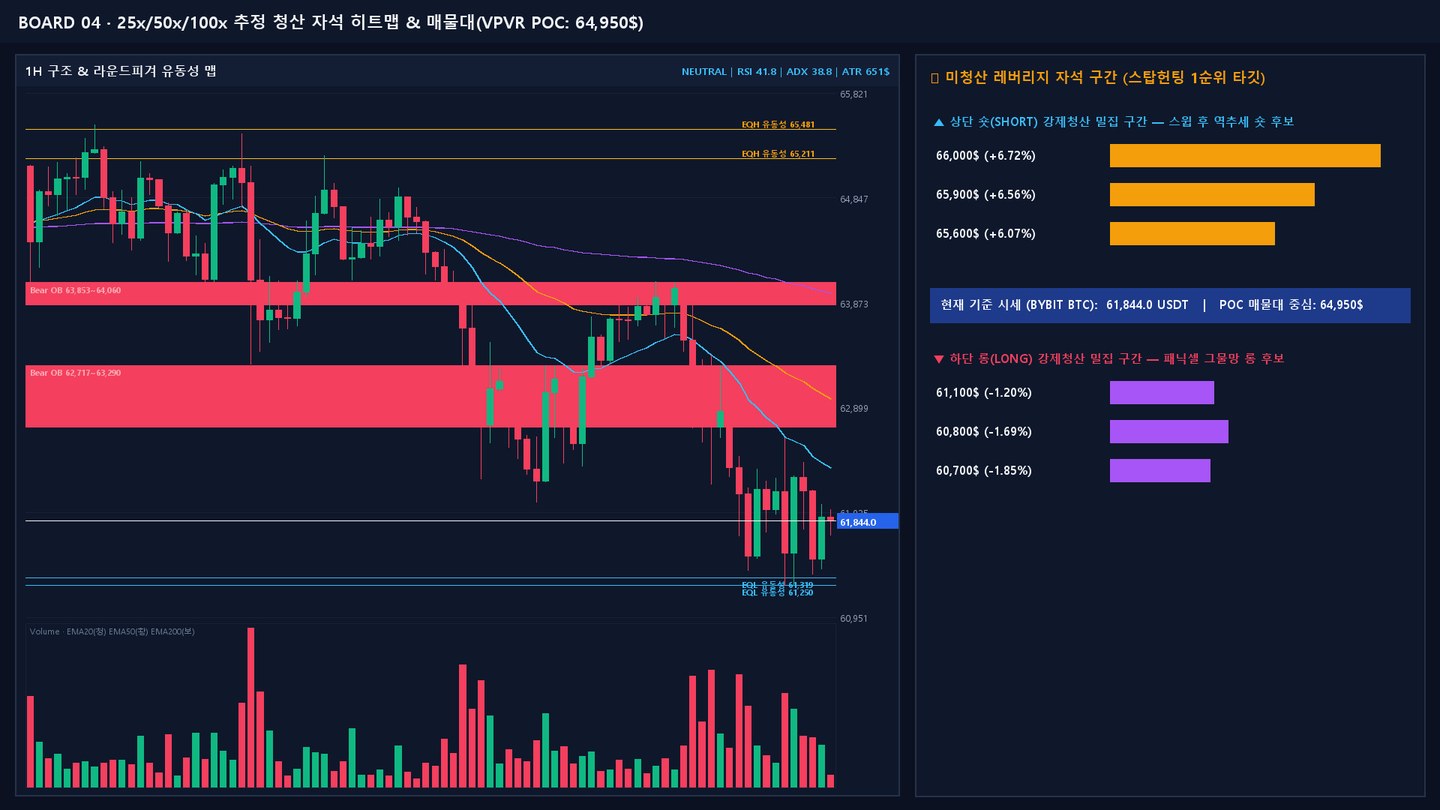 BOARD 04 · 25x/50x/100x 추정 청산 자석 히트맵 & 매물대(VPVR POC: 64,950$)
1H 구조 & 라운드피겨 유동성 맵
NEUTRAL | RSI 41.8 | ADX 38.8 | ATR 651$
65,821
EQH 유동성 65,481
EQH 유동성 65,211
64,847
Bear OB 63,853~64,060
63,873
Bear OB 62,717~63,290
62,899
61,925
61,844.0
EQL 유동성 61,319
EQL 유동성 61,250
60,951
Volume · EMA20(청) EMA50(황) EMA200(보)
미청산 레버리지 자석 구간 (스탑헌팅 1순위 타깃)
▲ 상단 숏(SHORT) 강제청산 밀집 구간 — 스윕 후 역추세 숏 후보
66,000$ (+6.72%)
65,900$ (+6.56%)
65,600$ (+6.07%)
현재 기준 시세 (BYBIT BTC): 61,844.0 USDT | POC 매물대 중심: 64,950$
▼ 하단 롱(LONG) 강제청산 밀집 구간 — 패닉셀 그물망 롱 후보
61,100$ (-1.20%)
60,800$ (-1.69%)
60,700$ (-1.85%)